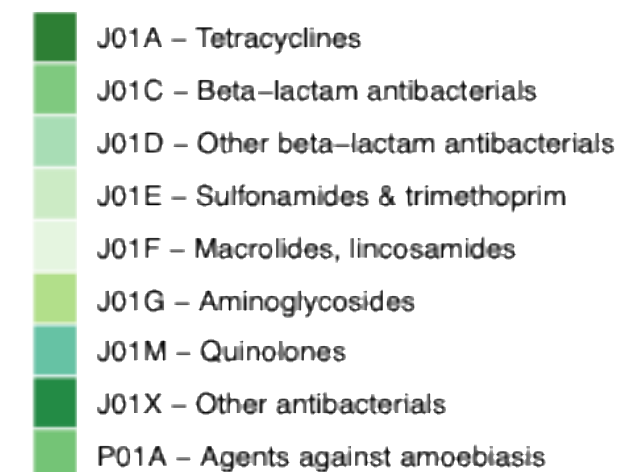 J01A – Tetracyclines
J01C – Beta–lactam antibacterials
J01D – Other beta–lactam antibacterials
J01E – Sulfonamides & trimethoprim
J01F – Macrolides, lincosamides
J01G – Aminoglycosides
J01M – Quinolones
J01X – Other antibacterials
P01A – Agents against amoebiasis